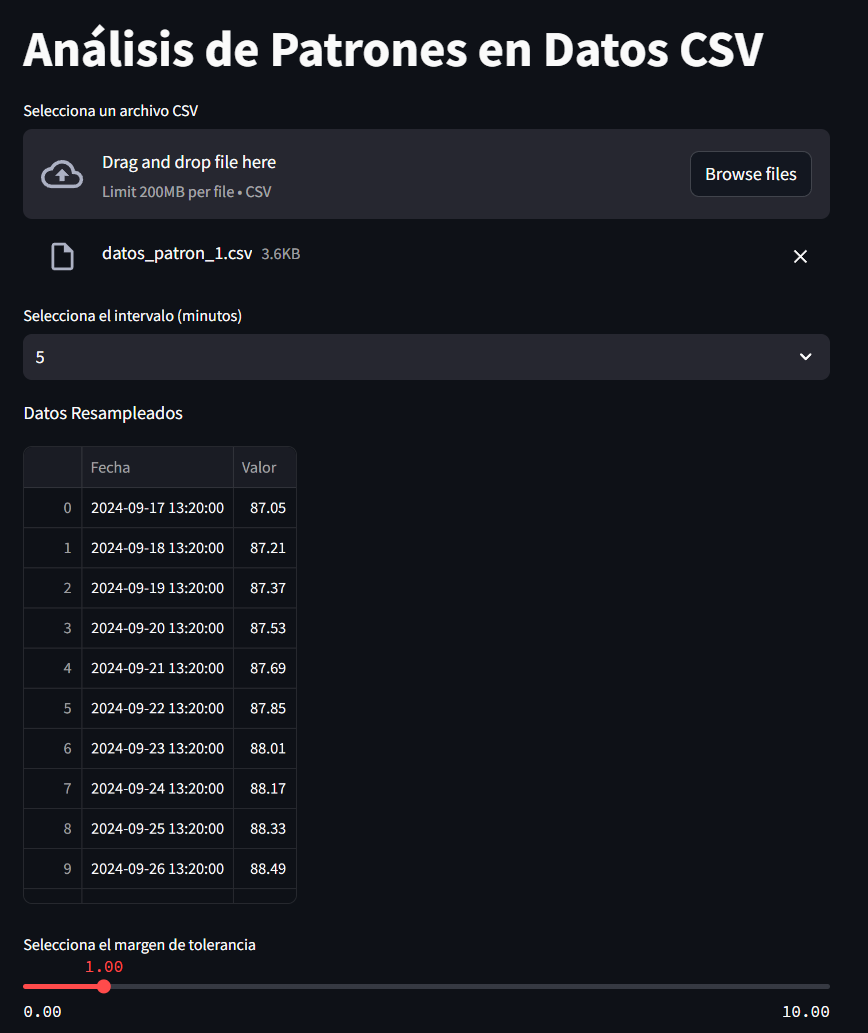 Análisis de Patrones en Datos CSV
Selecciona un archivo CSV
Drag and drop file here
Limit 200MB per file • CSV
Browse files
datos_patron_1.csv 3.6KB
Selecciona el intervalo (minutos)
5
Datos Resampleados
Fecha Valor
0 2024-09-17 13:20:00 87.05
1 2024-09-18 13:20:00 87.21
2 2024-09-19 13:20:00 87.37
3 2024-09-20 13:20:00 87.53
4 2024-09-21 13:20:00 87.69
5 2024-09-22 13:20:00 87.85
6 2024-09-23 13:20:00 88.01
7 2024-09-24 13:20:00 88.17
8 2024-09-25 13:20:00 88.33
9 2024-09-26 13:20:00 88.49
Selecciona el margen de tolerancia
1.00
0.00 10.00